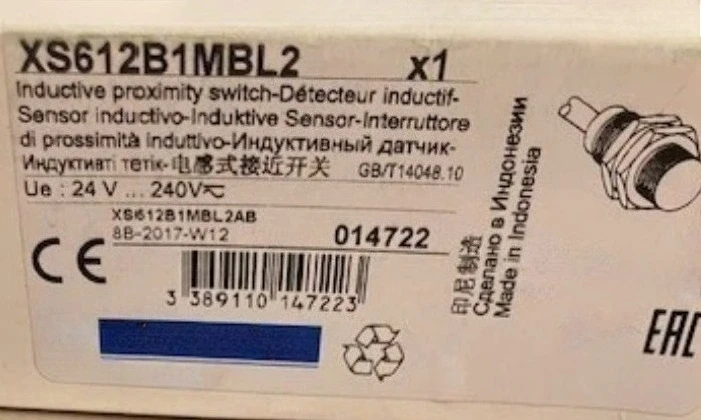 XS612B1MBL2 x1
Inductive proximity switch-Détecteur inductif-
Sensor inductivo-Induktive Sensor-Interruttore
di prossimità induttivo-Индуктивный датчик-
Индуктивті тетік-电感式接近开关 GB/T14048.10
Ue : 24 V ... 240V
XS612B1MBL2AB
8B-2017-W12
014722
CE
3 389110 147223
印尼制造
Сделано в Индонезии
Made in Indonesia
EAC